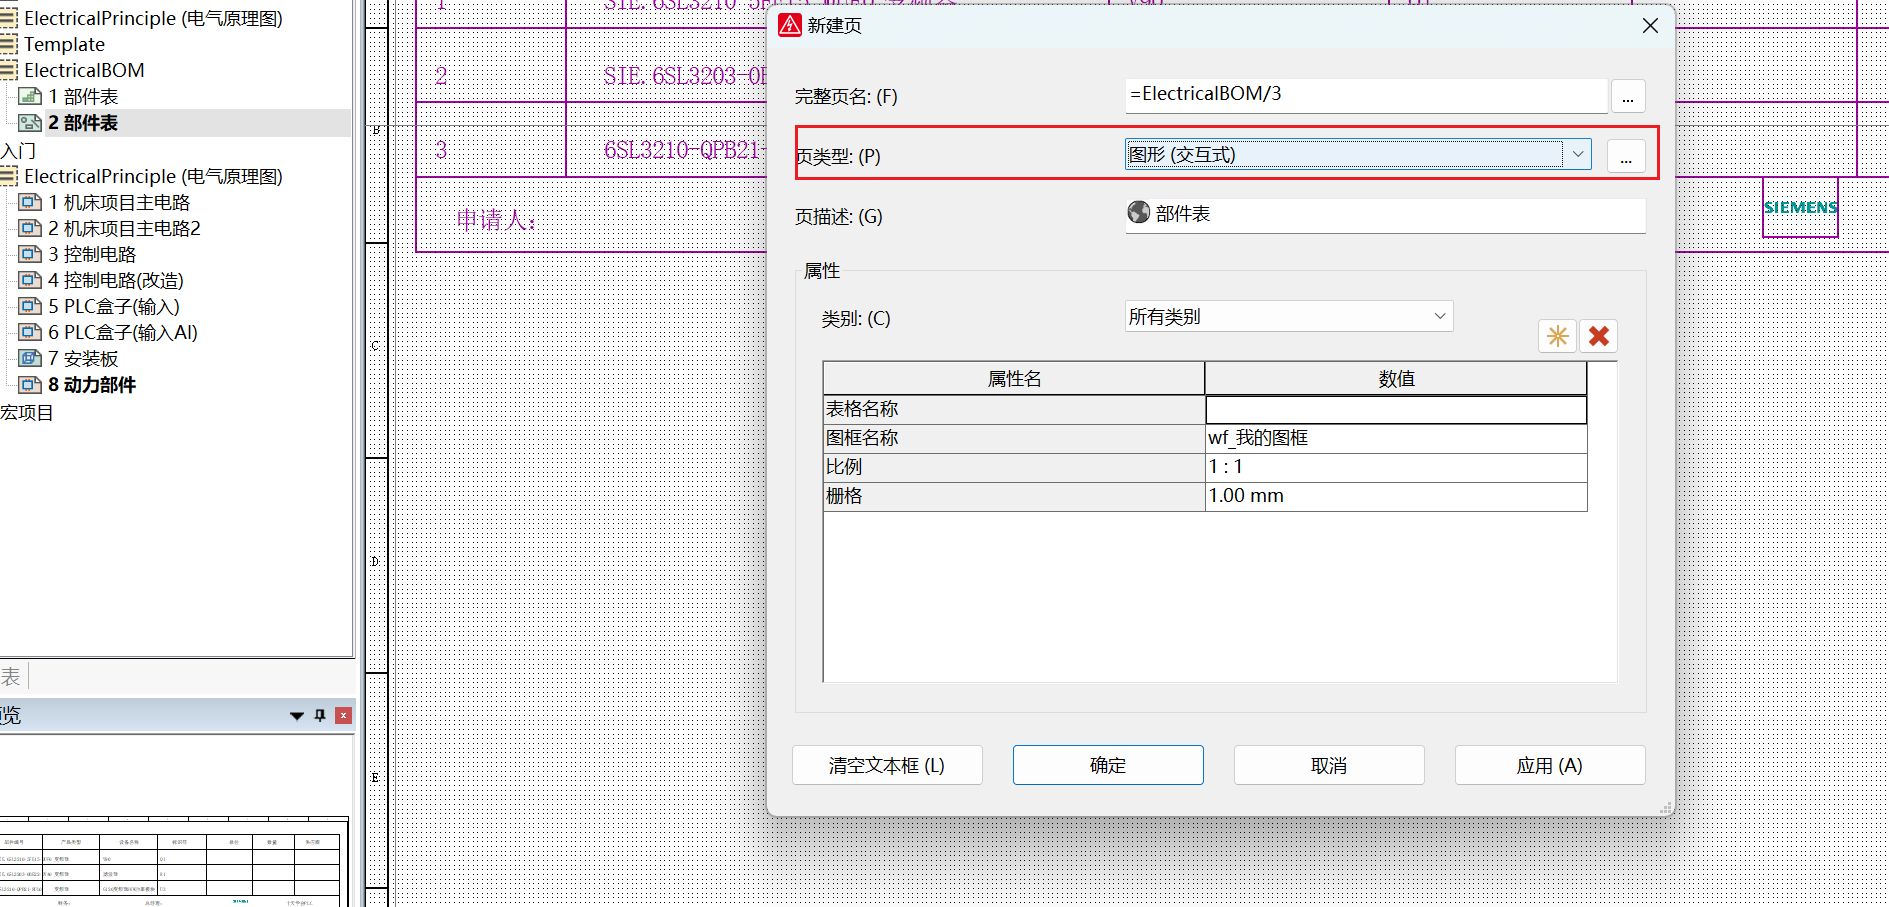 ElectricalPrinciple (电气原理图)
Template
ElectricalBOM
1 部件表
2 部件表
入门
ElectricalPrinciple (电气原理图)
1 机床项目主电路
2 机床项目主电路2
3 控制电路
4 控制电路(改造)
5 PLC盒子(输入)
6 PLC盒子(输入AI)
7 安装板
8 动力部件
宏项目
表
览
1
2 SIE.6SL3203-0
3 6SL3210-QPB21-
申请人:
B
C
D
E
SIEMENS
新建页
完整页名: (F)
=ElectricalBOM/3
...
页类型: (P)
图形 (交互式)
...
页描述: (G)
部件表
属性
类别: (C)
所有类别
属性名 数值
表格名称
图框名称 wf_我的图框
比例 1 : 1
栅格 1.00 mm
清空文本框 (L)
确定
取消
应用 (A)